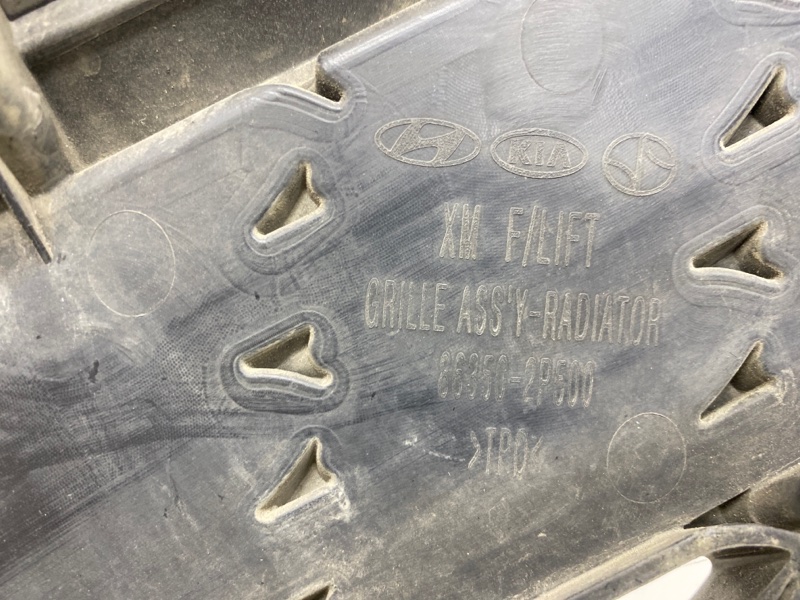 KIA
XM F/LIFT
GRILLE ASS'Y-RADIATOR
86350-2P500
>TPO<